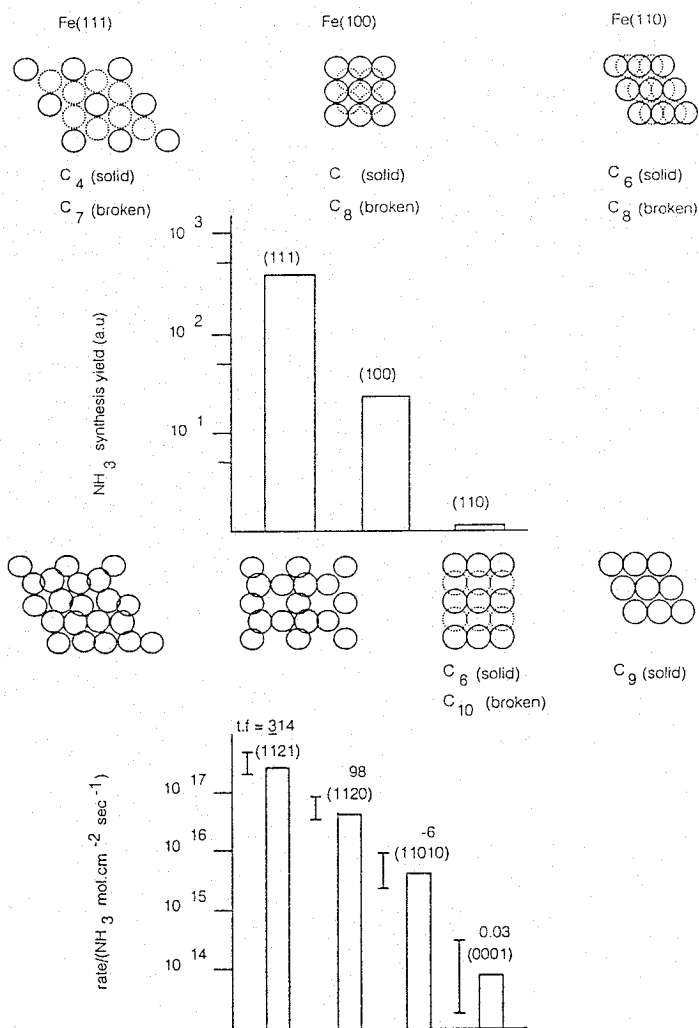 Fe(111) Fe(100) Fe(110)
C4 (solid) C (solid) C6 (solid)
C7 (broken) C8 (broken) C8 (broken)
NH3 synthesis yield (a.u)
10^3
10^2
10^1
(111)
(100)
(110)
C6 (solid) C9 (solid)
C10 (broken)
rate/(NH3 mol.cm^-2 sec^-1)
10^17
10^16
10^15
10^14
t.f = 314
(1121)
98
(1120)
-6
(11010)
0.03
(0001)